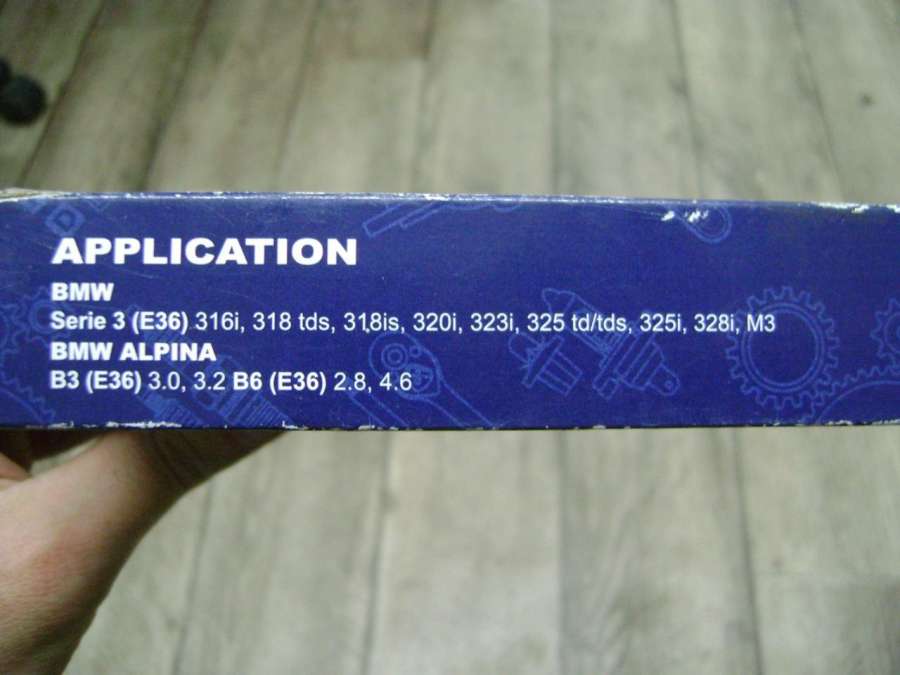 APPLICATION
BMW
Serie 3 (E36) 316i, 318 tds, 318is, 320i, 323i, 325 td/tds, 325i, 328i, M3
BMW ALPINA
B3 (E36) 3.0, 3.2 B6 (E36) 2.8, 4.6